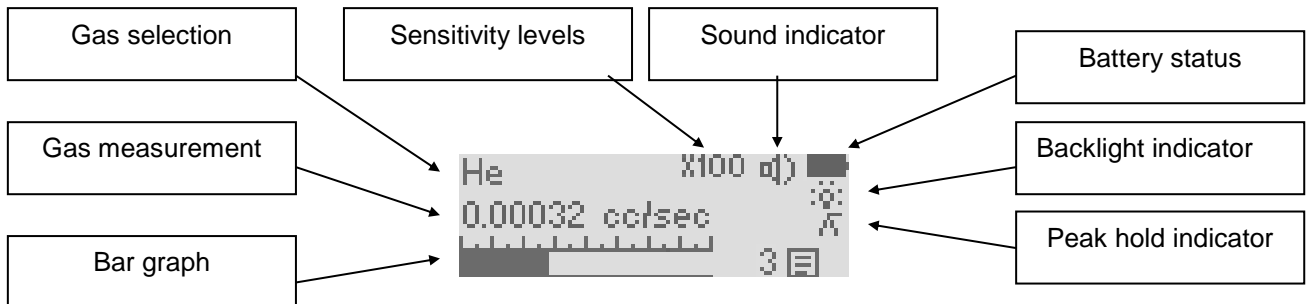 Gas selection
Sensitivity levels
Sound indicator
Battery status
Gas measurement
Backlight indicator
He X100
0.00032 cc/sec
Peak hold indicator
Bar graph
3